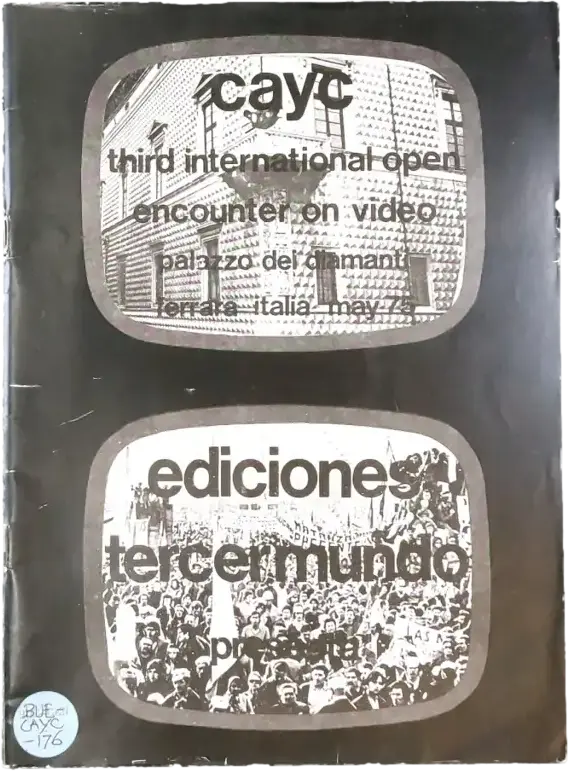 cayc
third international open
encounter on video
palazzo dei diamanti
ferrara italia may 75
ediciones
tercer mundo
presenta
BUE
CAYC
-176